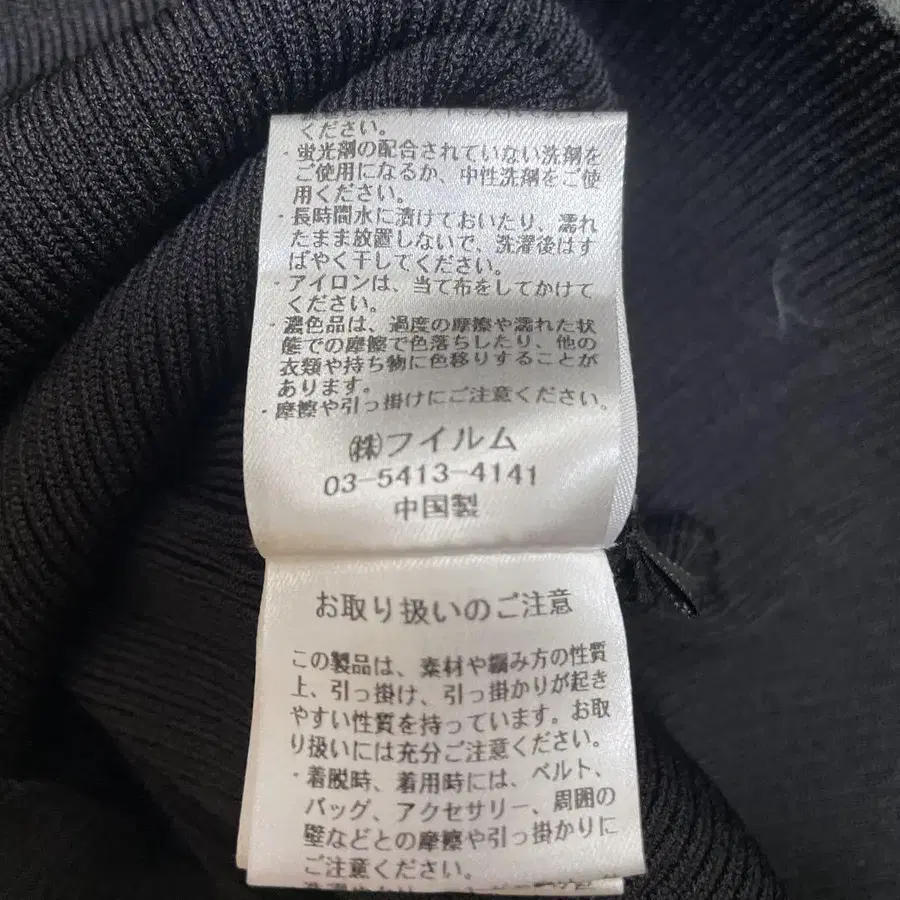 ください。
・蛍光剤の配合されていない洗剤を
ご使用になるか、中性洗剤をご使
用ください。
・長時間水に漬けておいたり、濡れ
たまま放置しないで、洗濯後はす
ばやく干してください。
・アイロンは、当て布をしてかけて
ください。
・濃色品は、過度の摩擦や濡れた状
態での摩擦で色落ちしたり、他の
衣類や持ち物に色移りすることが
あります。
・摩擦や引っ掛けにご注意ください。
㈱フイルム
03-5413-4141
中国製
お取り扱いのご注意
この製品は、素材や編み方の性質
上、引っ掛け、引っ掛かりが起き
やすい性質を持っています。お取
り扱いには充分ご注意ください。
・着脱時、着用時には、ベルト、
バッグ、アクセサリー、周囲の
壁などとの摩擦や引っ掛かりに
ご注意ください。